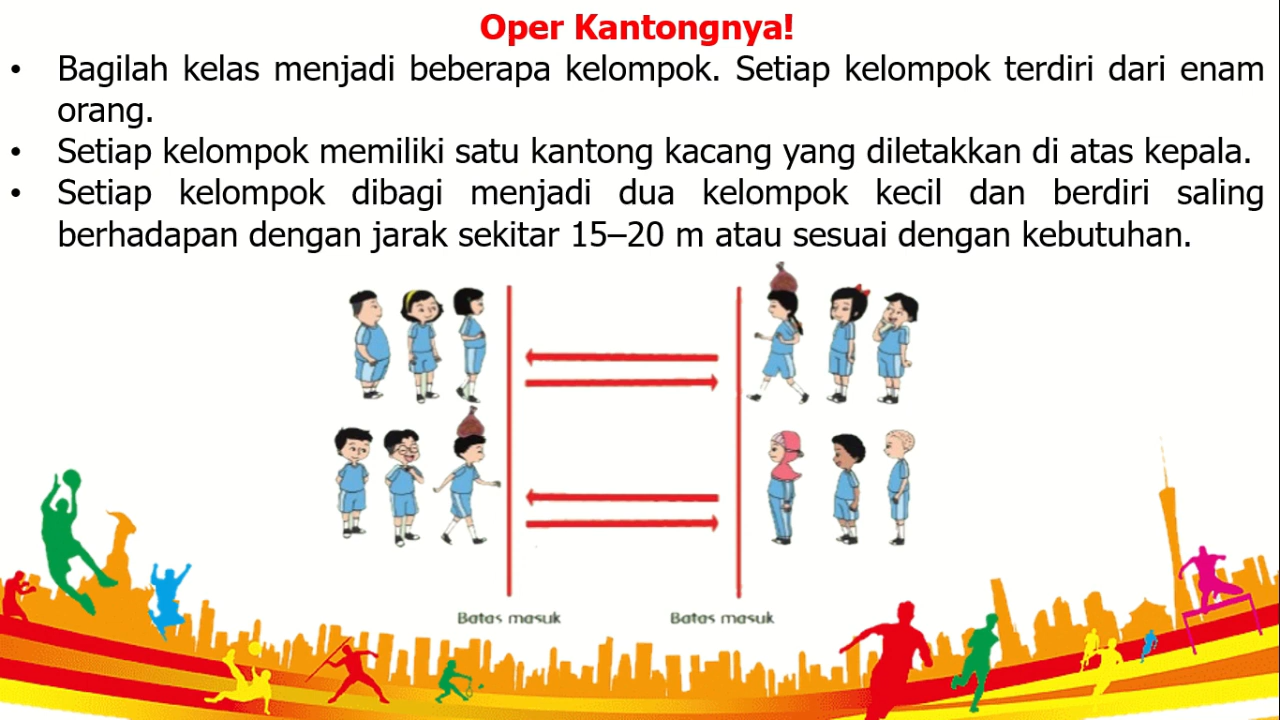 Oper Kantongnya!
• Bagilah kelas menjadi beberapa kelompok. Setiap kelompok terdiri dari enam
orang.
• Setiap kelompok memiliki satu kantong kacang yang diletakkan di atas kepala.
• Setiap kelompok dibagi menjadi dua kelompok kecil dan berdiri saling
berhadapan dengan jarak sekitar 15–20 m atau sesuai dengan kebutuhan.
Batas masuk Batas masuk